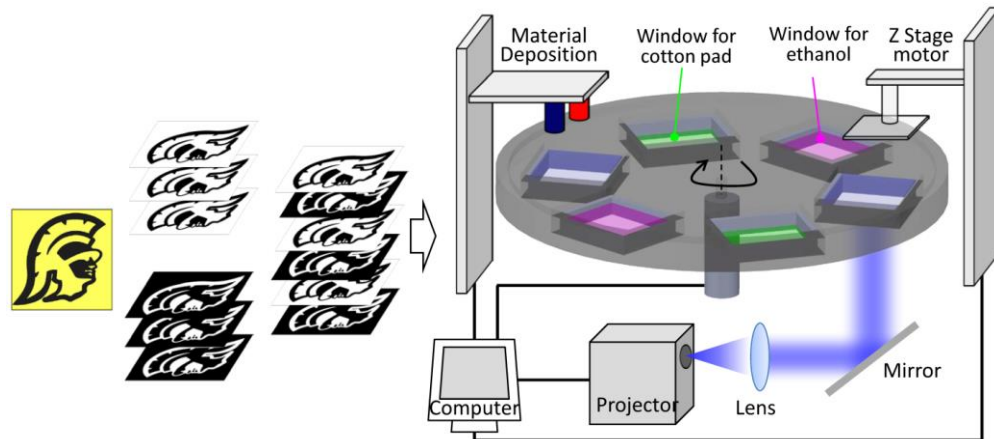 Material
Deposition
Window for
cotton pad
Window for
ethanol
Z Stage
motor
Computer
Projector
Lens
Mirror